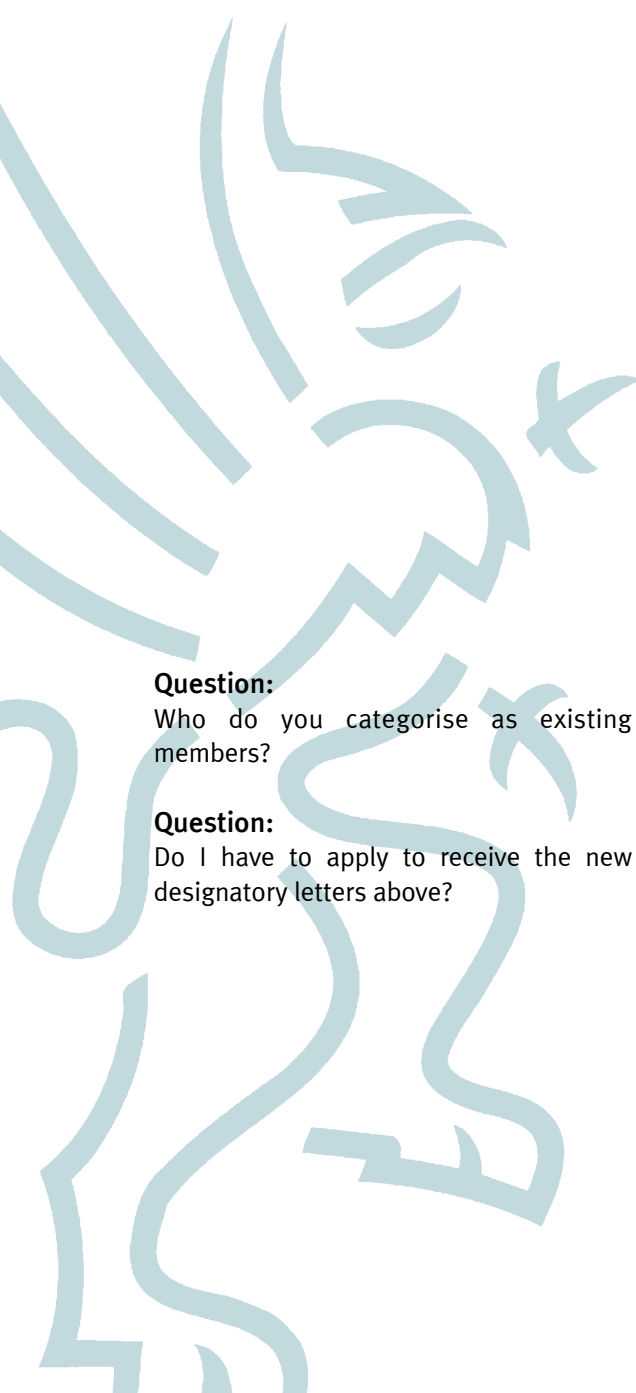 Question:
Who do you categorise as existing
members?
Question:
Do I have to apply to receive the new
designatory letters above?